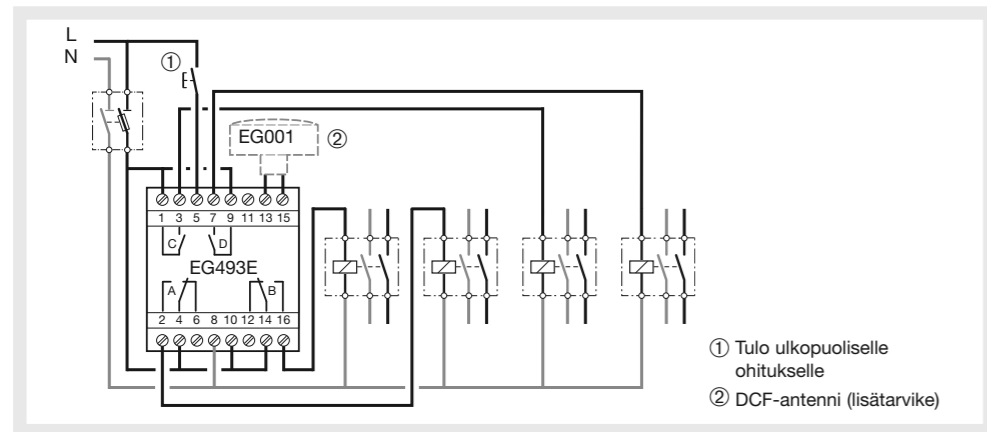 L
N
①
EG001
②
1 3 5 7 9 11 13 15
C D
EG493E
A B
2 4 6 8 10 12 14 16
① Tulo ulkopuoliselle
ohitukselle
② DCF-antenni (lisätarvike)